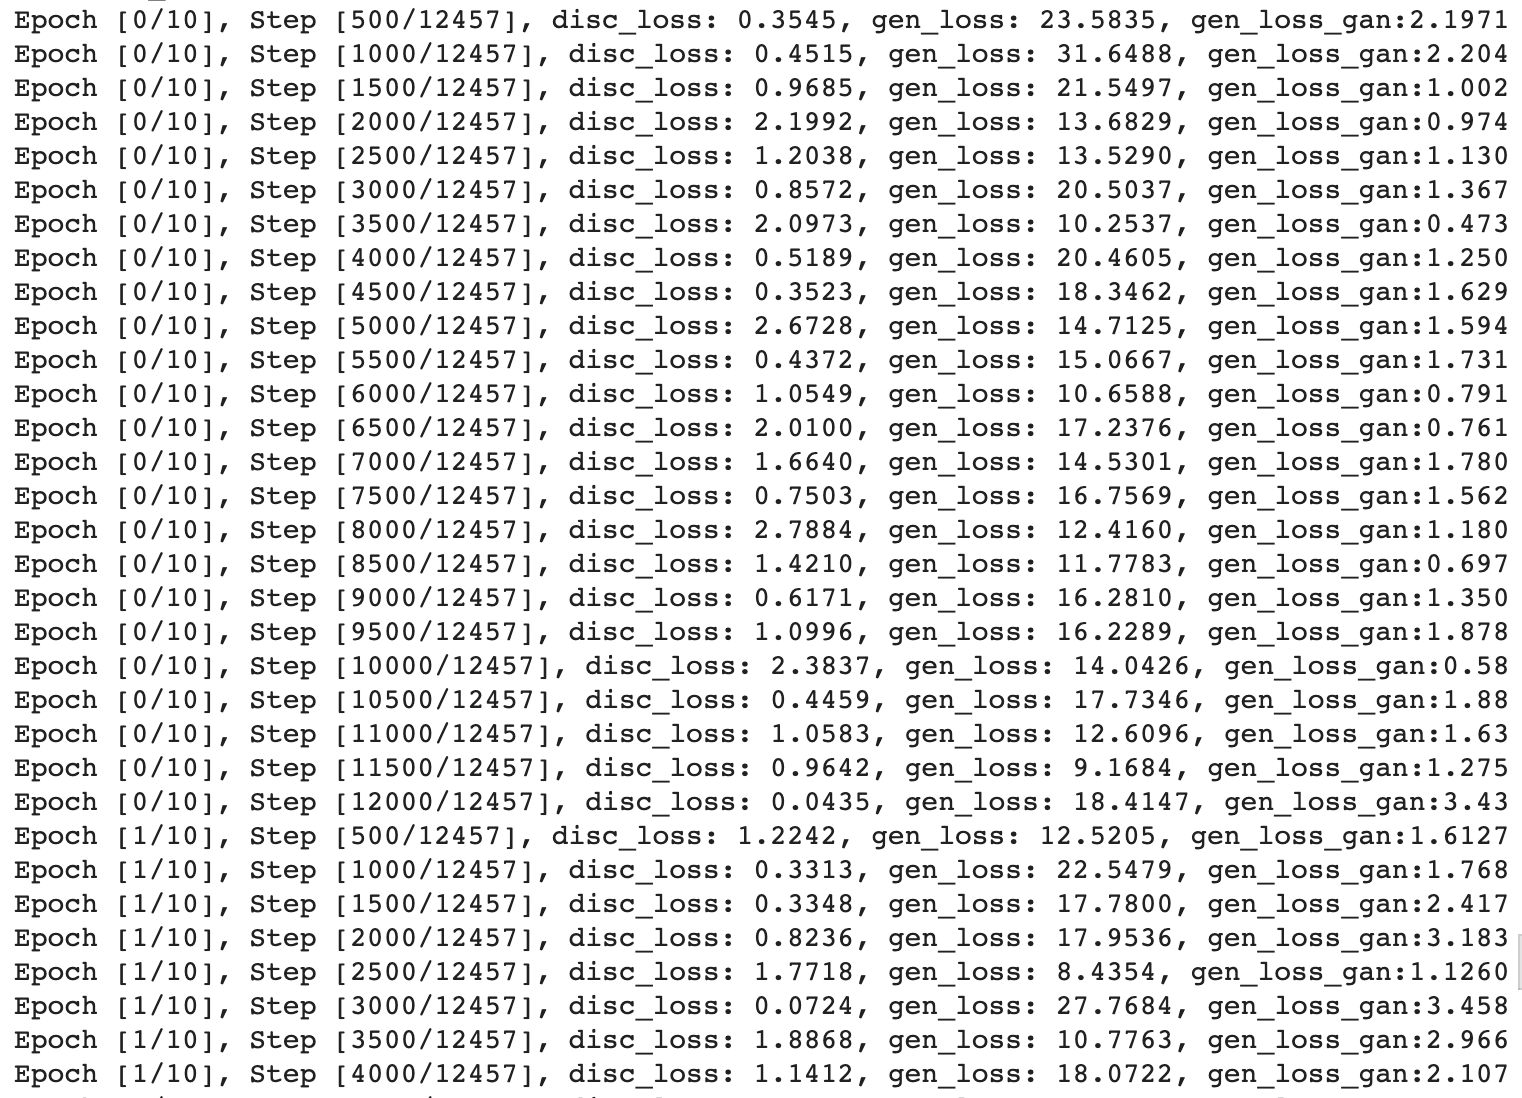 Epoch [0/10], Step [500/12457], disc_loss: 0.3545, gen_loss: 23.5835, gen_loss_gan:2.1971
Epoch [0/10], Step [1000/12457], disc_loss: 0.4515, gen_loss: 31.6488, gen_loss_gan:2.204
Epoch [0/10], Step [1500/12457], disc_loss: 0.9685, gen_loss: 21.5497, gen_loss_gan:1.002
Epoch [0/10], Step [2000/12457], disc_loss: 2.1992, gen_loss: 13.6829, gen_loss_gan:0.974
Epoch [0/10], Step [2500/12457], disc_loss: 1.2038, gen_loss: 13.5290, gen_loss_gan:1.130
Epoch [0/10], Step [3000/12457], disc_loss: 0.8572, gen_loss: 20.5037, gen_loss_gan:1.367
Epoch [0/10], Step [3500/12457], disc_loss: 2.0973, gen_loss: 10.2537, gen_loss_gan:0.473
Epoch [0/10], Step [4000/12457], disc_loss: 0.5189, gen_loss: 20.4605, gen_loss_gan:1.250
Epoch [0/10], Step [4500/12457], disc_loss: 0.3523, gen_loss: 18.3462, gen_loss_gan:1.629
Epoch [0/10], Step [5000/12457], disc_loss: 2.6728, gen_loss: 14.7125, gen_loss_gan:1.594
Epoch [0/10], Step [5500/12457], disc_loss: 0.4372, gen_loss: 15.0667, gen_loss_gan:1.731
Epoch [0/10], Step [6000/12457], disc_loss: 1.0549, gen_loss: 10.6588, gen_loss_gan:0.791
Epoch [0/10], Step [6500/12457], disc_loss: 2.0100, gen_loss: 17.2376, gen_loss_gan:0.761
Epoch [0/10], Step [7000/12457], disc_loss: 1.6640, gen_loss: 14.5301, gen_loss_gan:1.780
Epoch [0/10], Step [7500/12457], disc_loss: 0.7503, gen_loss: 16.7569, gen_loss_gan:1.562
Epoch [0/10], Step [8000/12457], disc_loss: 2.7884, gen_loss: 12.4160, gen_loss_gan:1.180
Epoch [0/10], Step [8500/12457], disc_loss: 1.4210, gen_loss: 11.7783, gen_loss_gan:0.697
Epoch [0/10], Step [9000/12457], disc_loss: 0.6171, gen_loss: 16.2810, gen_loss_gan:1.350
Epoch [0/10], Step [9500/12457], disc_loss: 1.0996, gen_loss: 16.2289, gen_loss_gan:1.878
Epoch [0/10], Step [10000/12457], disc_loss: 2.3837, gen_loss: 14.0426, gen_loss_gan:0.58
Epoch [0/10], Step [10500/12457], disc_loss: 0.4459, gen_loss: 17.7346, gen_loss_gan:1.88
Epoch [0/10], Step [11000/12457], disc_loss: 1.0583, gen_loss: 12.6096, gen_loss_gan:1.63
Epoch [0/10], Step [11500/12457], disc_loss: 0.9642, gen_loss: 9.1684, gen_loss_gan:1.275
Epoch [0/10], Step [12000/12457], disc_loss: 0.0435, gen_loss: 18.4147, gen_loss_gan:3.43
Epoch [1/10], Step [500/12457], disc_loss: 1.2242, gen_loss: 12.5205, gen_loss_gan:1.6127
Epoch [1/10], Step [1000/12457], disc_loss: 0.3313, gen_loss: 22.5479, gen_loss_gan:1.768
Epoch [1/10], Step [1500/12457], disc_loss: 0.3348, gen_loss: 17.7800, gen_loss_gan:2.417
Epoch [1/10], Step [2000/12457], disc_loss: 0.8236, gen_loss: 17.9536, gen_loss_gan:3.183
Epoch [1/10], Step [2500/12457], disc_loss: 1.7718, gen_loss: 8.4354, gen_loss_gan:1.1260
Epoch [1/10], Step [3000/12457], disc_loss: 0.0724, gen_loss: 27.7684, gen_loss_gan:3.458
Epoch [1/10], Step [3500/12457], disc_loss: 1.8868, gen_loss: 10.7763, gen_loss_gan:2.966
Epoch [1/10], Step [4000/12457], disc_loss: 1.1412, gen_loss: 18.0722, gen_loss_gan:2.107